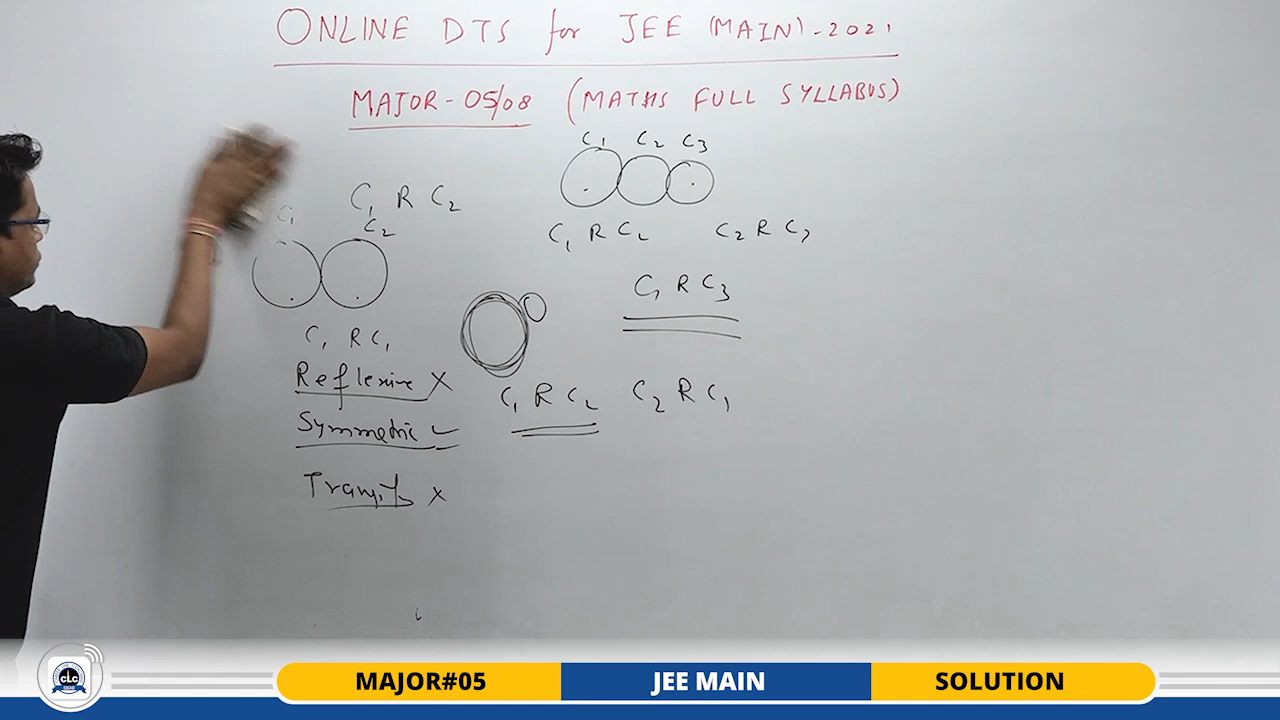 ONLINE DTS for JEE (MAIN)-2021
MAJOR-05/08 (MATHS FULL SYLLABUS)
C1 C2 C3
C1 R C2
C1 C2
C1 R C2 C2 R C3
C1 R C3
C1 R C1
Reflexive X
C1 R C2 C2 R C1
Symmetric ✓
X
CLC
SIKAR
MAJOR#05 JEE MAIN SOLUTION